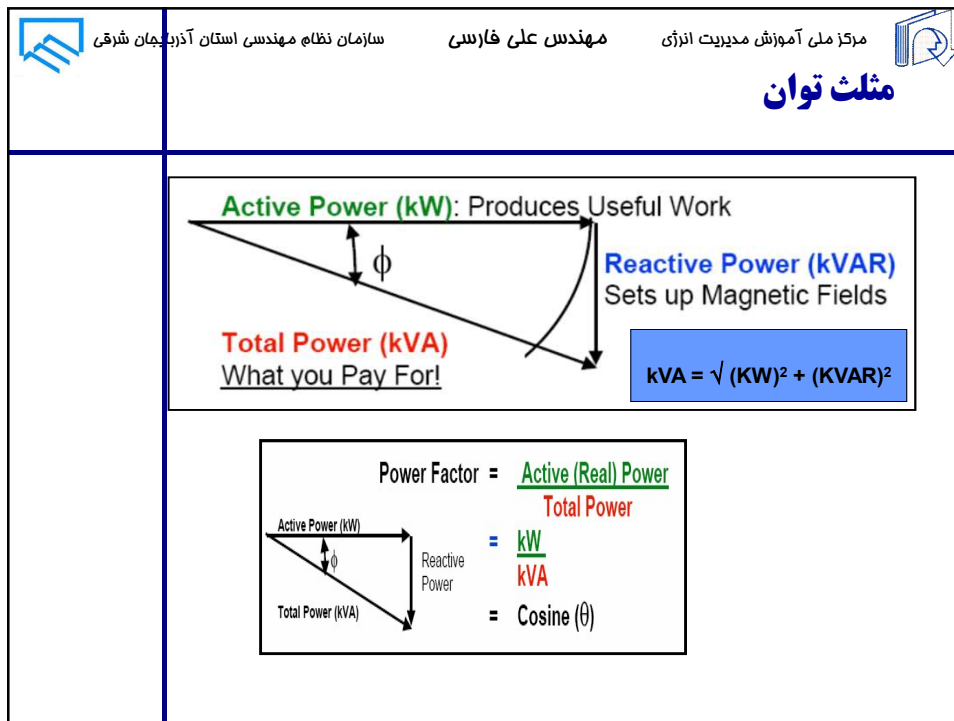 مرکز ملی آموزش مدیریت انرژی مهندس علی فارسی سازمان نظام مهندسی استان آذربایجان شرقی
مثلث توان
Active Power (kW): Produces Useful Work
ϕ
Reactive Power (kVAR)
Sets up Magnetic Fields
Total Power (kVA)
What you Pay For!
kVA = √ (KW)² + (KVAR)²
Power Factor = Active (Real) Power
Total Power
= kW
kVA
= Cosine (θ)
Active Power (kW)
ϕ
Reactive
Power
Total Power (kVA)